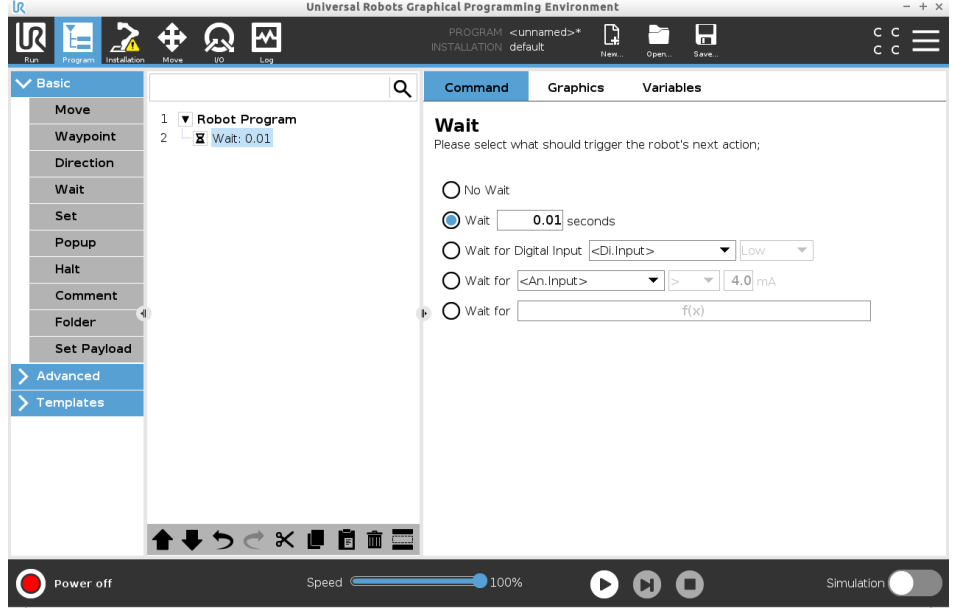 UR Universal Robots Graphical Programming Environment
UR PROGRAM <unnamed>*
INSTALLATION default
C C
C C
Run Program Installation Move I/O Log New... Open... Save...
Basic
Move
Waypoint
Direction
Wait
Set
Popup
Halt
Comment
Folder
Set Payload
Advanced
Templates
1 Robot Program
2 Wait: 0.01
Command Graphics Variables
Wait
Please select what should trigger the robot's next action;
No Wait
Wait 0.01 seconds
Wait for Digital Input <Di.Input> Low
Wait for <An.Input> > 4.0 mA
Wait for f(x)
Power off Speed 100% Simulation